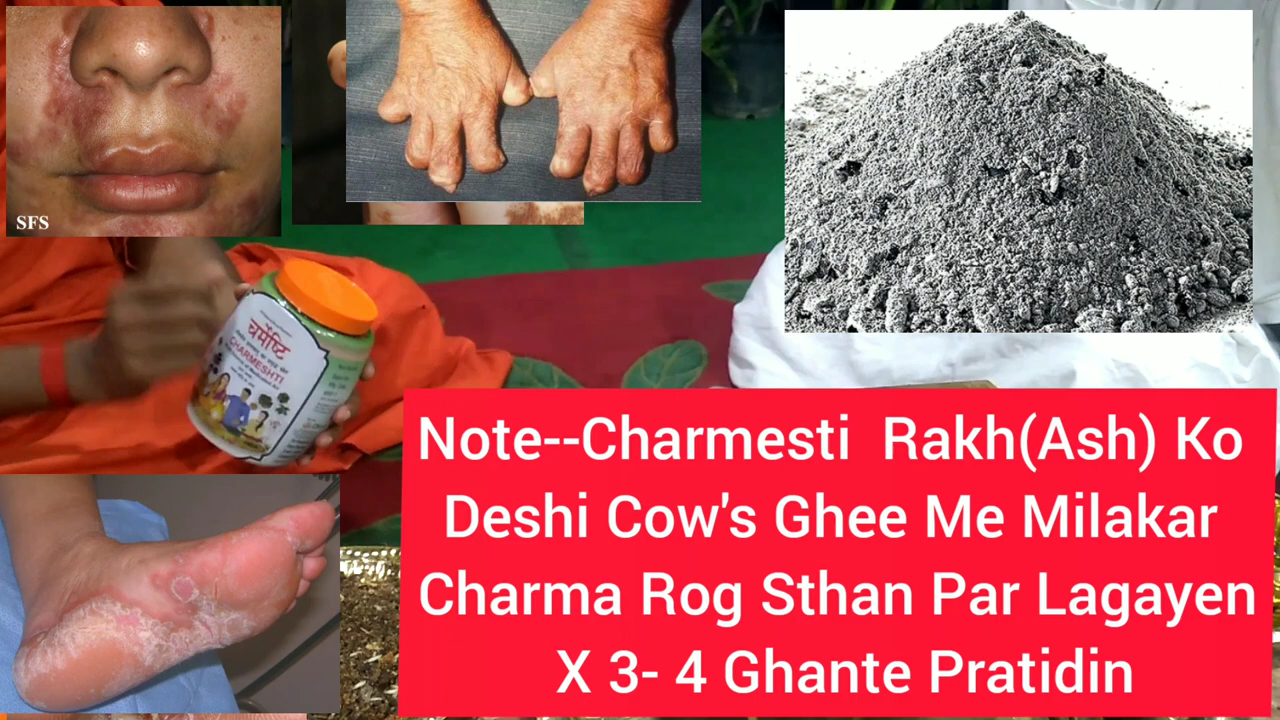 SFS
चर्मेष्टि
CHARMESHTI
Note--Charmesti Rakh(Ash) Ko
Deshi Cow's Ghee Me Milakar
Charma Rog Sthan Par Lagayen
X 3- 4 Ghante Pratidin